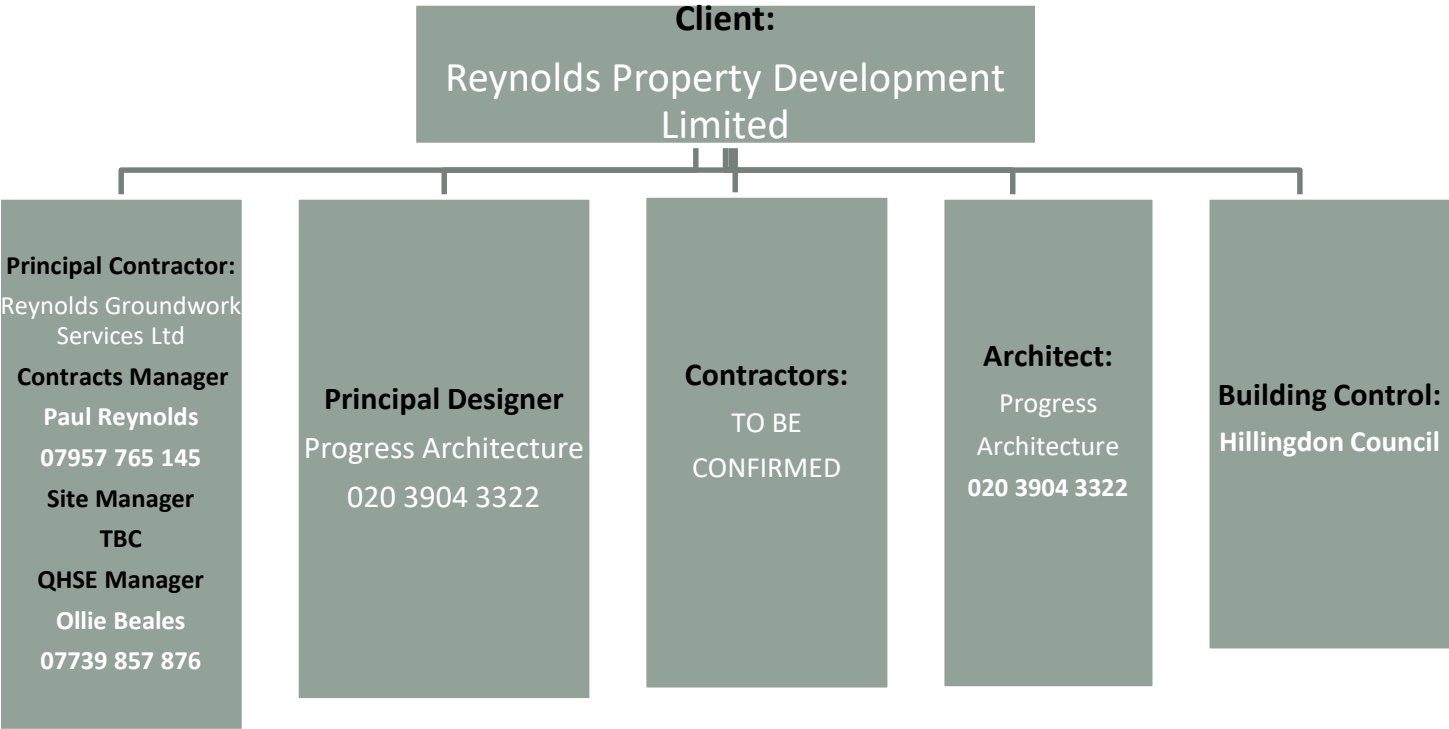 Client:
Reynolds Property Development
Limited
Principal Contractor:
Reynolds Groundwork
Services Ltd
Contracts Manager
Paul Reynolds
07957 765 145
Site Manager
TBC
QHSE Manager
Ollie Beales
07739 857 876
Principal Designer
Progress Architecture
020 3904 3322
Contractors:
TO BE
CONFIRMED
Architect:
Progress
Architecture
020 3904 3322
Building Control:
Hillingdon Council